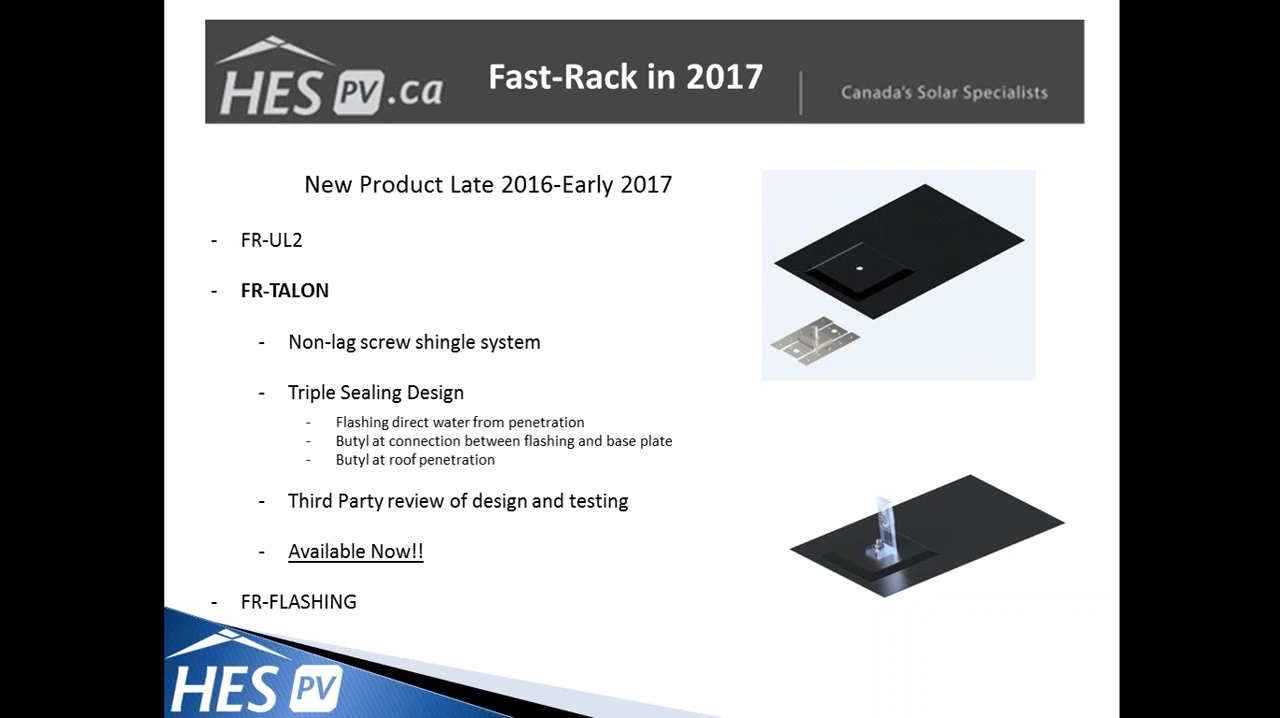 HES PV.ca
Fast-Rack in 2017
Canada's Solar Specialists
New Product Late 2016-Early 2017
- FR-UL2
- FR-TALON
- Non-lag screw shingle system
- Triple Sealing Design
- Flashing direct water from penetration
- Butyl at connection between flashing and base plate
- Butyl at roof penetration
- Third Party review of design and testing
- Available Now!!
- FR-FLASHING
HES PV